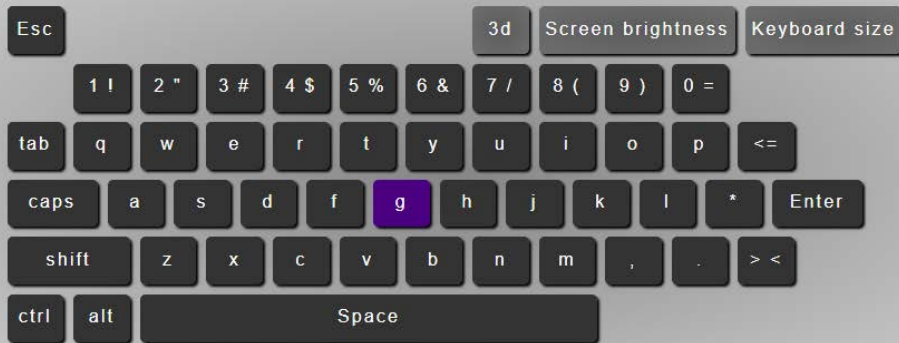 Esc 3d Screen brightness Keyboard size
1 ! 2 " 3 # 4 $ 5 % 6 & 7 / 8 ( 9 ) 0 =
tab q w e r t y u i o p <=
caps a s d f g h j k l * Enter
shift z x c v b n m , . > <
ctrl alt Space